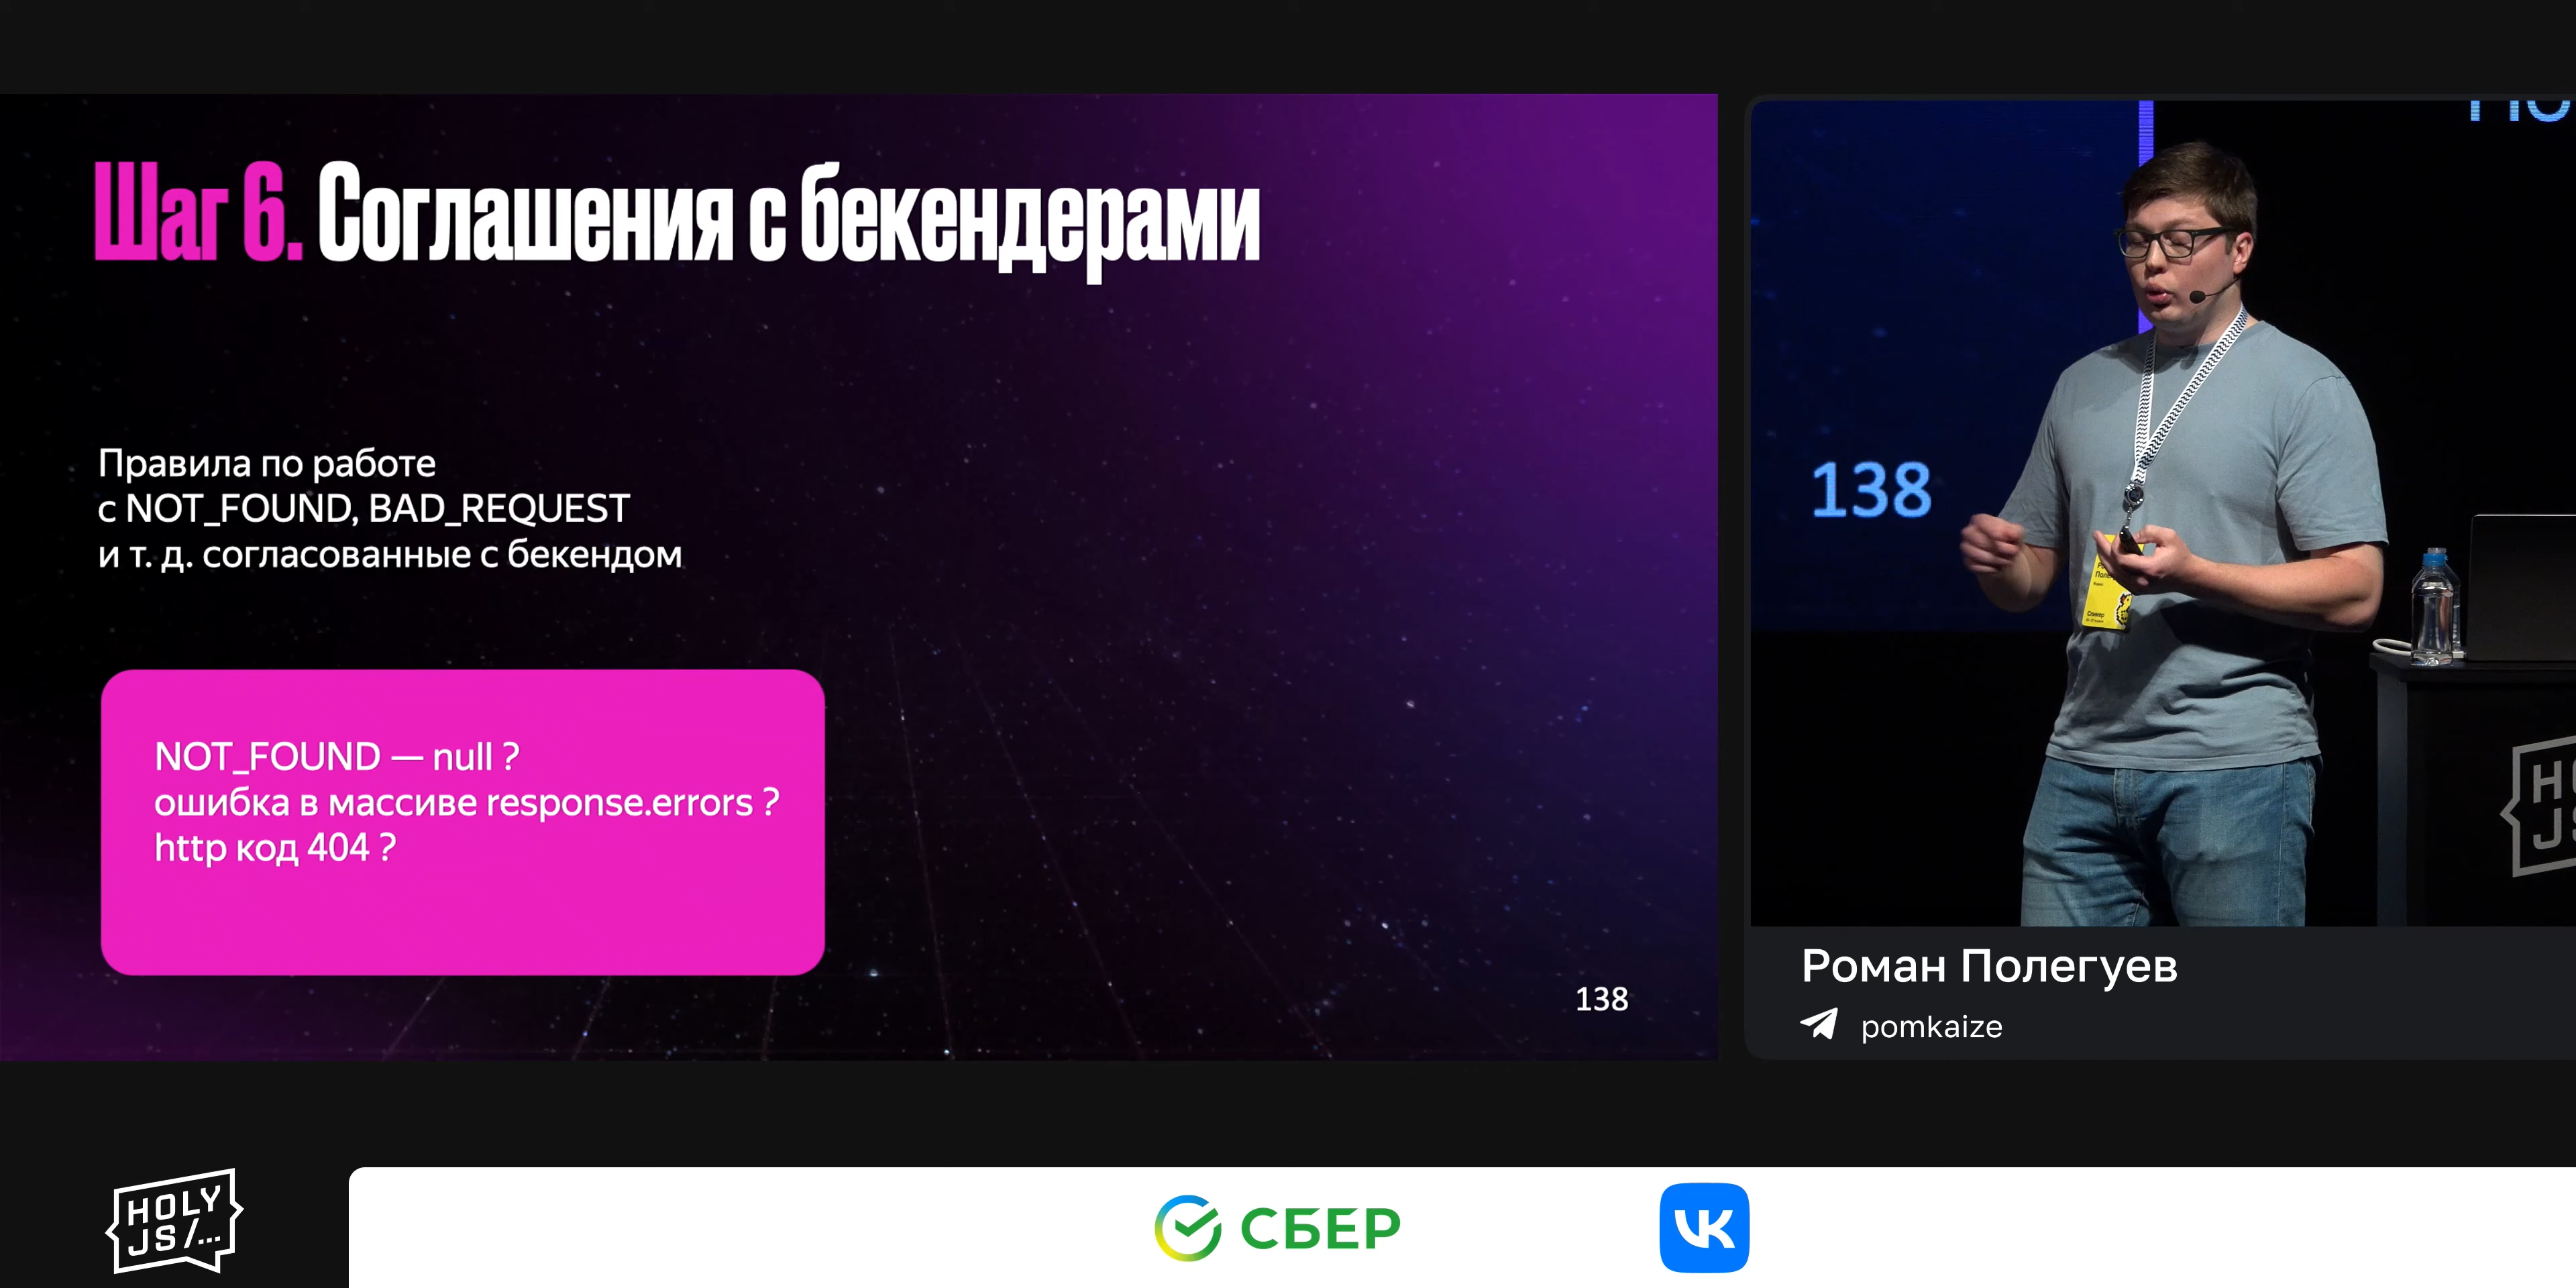 Шаг 6. Соглашения с бекендерами
Правила по работе
с NOT_FOUND, BAD_REQUEST
и т. д. согласованные с бекендом
NOT_FOUND — null ?
ошибка в массиве response.errors ?
http код 404 ?
138
138
Спикер
Роман Полегуев
pomkaize
HOLY
JS/...
СБЕР
VK